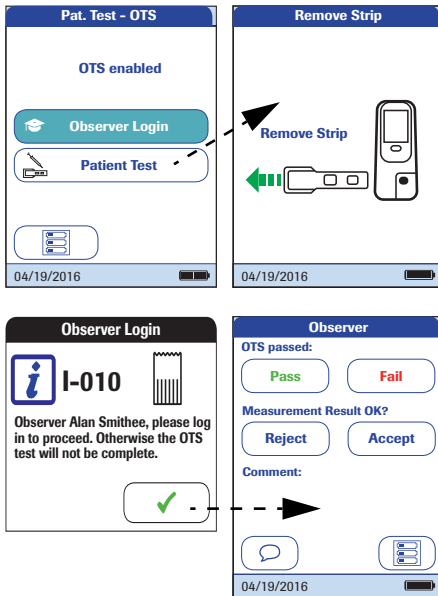 Pat. Test - OTS
OTS enabled
Observer Login
Patient Test
04/19/2016
Remove Strip
Remove Strip
04/19/2016
Observer Login
I-010
Observer Alan Smithee, please log
in to proceed. Otherwise the OTS
test will not be complete.
Observer
OTS passed:
Pass
Fail
Measurement Result OK?
Reject
Accept
Comment:
04/19/2016